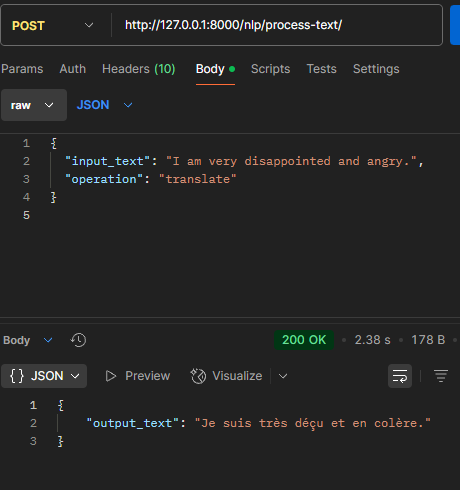 POST http://127.0.0.1:8000/nlp/process-text/
Params Auth Headers (10) Body Scripts Tests Settings
raw JSON
1 {
2 "input_text": "I am very disappointed and angry.",
3 "operation": "translate"
4 }
5
Body 200 OK • 2.38 s • 178 B •
{} JSON Preview Visualize
1 {
2 "output_text": "Je suis très déçu et en colère."
3 }